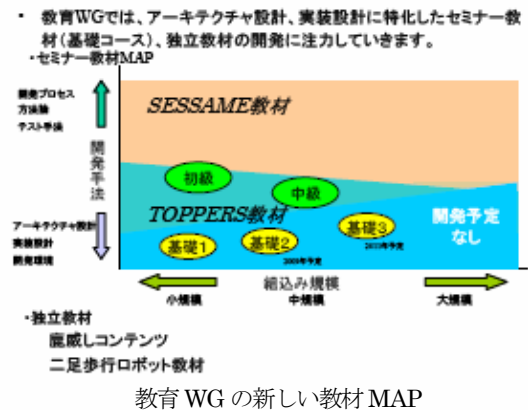 ・ 教育WGでは、アーキテクチャ設計、実装設計に特化したセミナー教
材(基礎コース)、独立教材の開発に注力していきます。
・セミナー教材MAP
開発プロセス
方法論
テスト手法
SESSAME教材
開発手法
初級
中級
TOPPERS教材
開発予定
なし
アーキテクチャ設計
実装設計
開発環境
基礎1
基礎2
基礎3
組込み規模
小規模
中規模
大規模
・独立教材
鹿威しコンテンツ
二足歩行ロボット教材
教育 WG の新しい教材 MAP